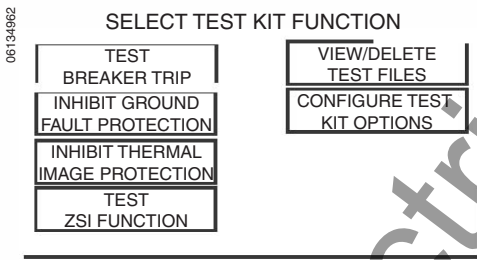 06134962
SELECT TEST KIT FUNCTION
TEST
BREAKER TRIP
INHIBIT GROUND
FAULT PROTECTION
INHIBIT THERMAL
IMAGE PROTECTION
TEST
ZSI FUNCTION
VIEW/DELETE
TEST FILES
CONFIGURE TEST
KIT OPTIONS